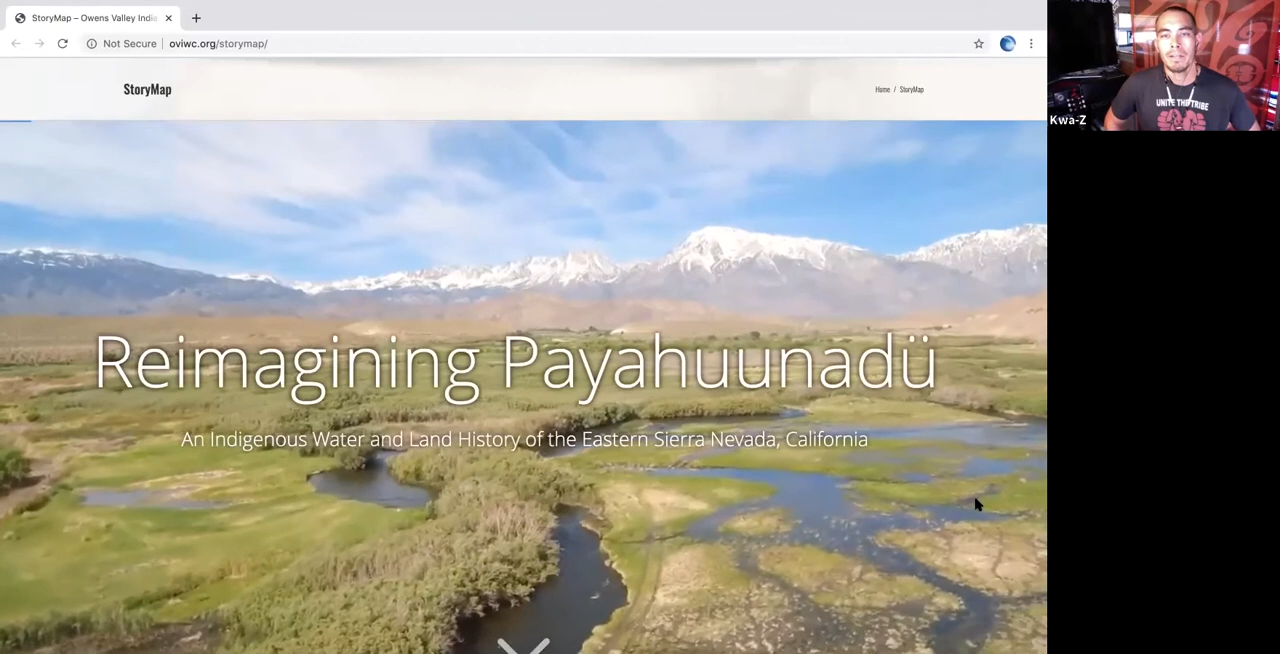 StoryMap – Owens Valley India
Not Secure
oviwc.org/storymap/
StoryMap
Home / StoryMap
Reimagining Payahuunadü
An Indigenous Water and Land History of the Eastern Sierra Nevada, California
UNITE THE TRIBE
Kwa-Z